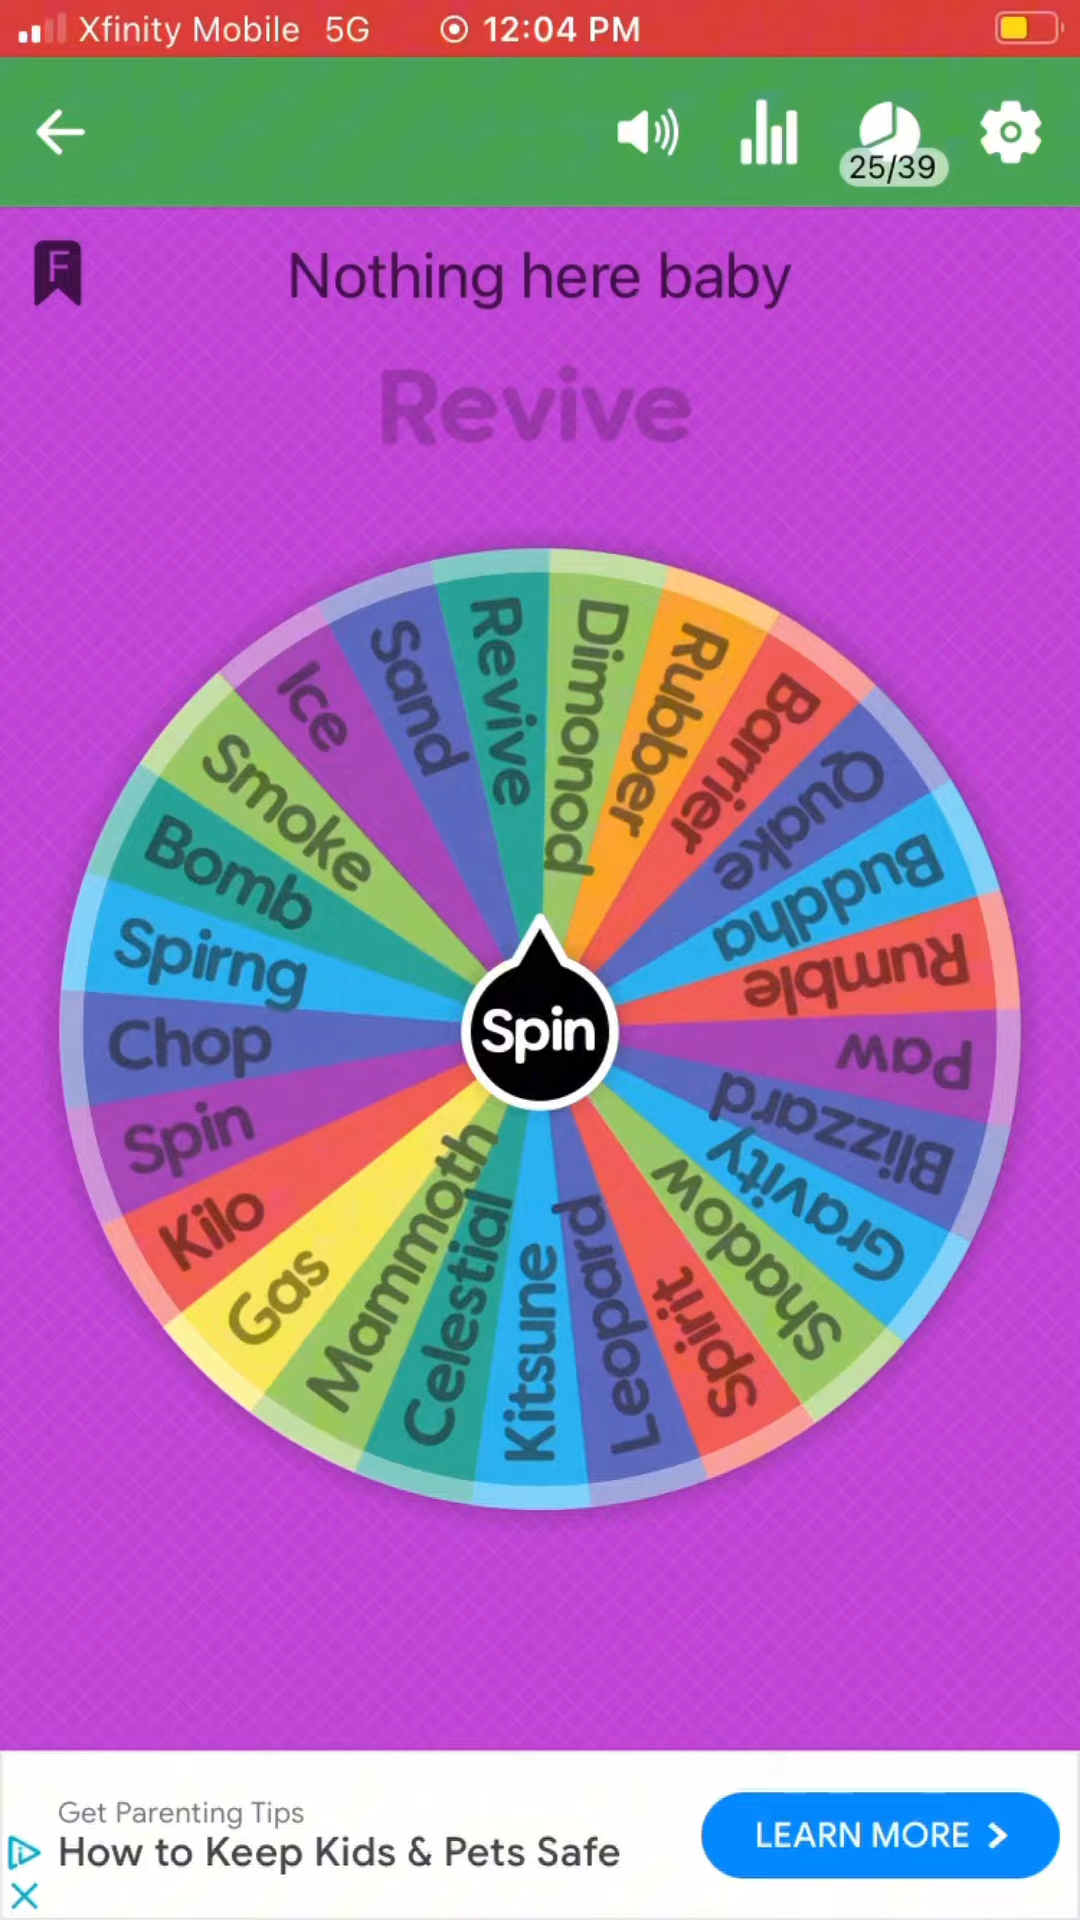 Xfinity Mobile 5G 12:04 PM
25/39
F
Nothing here baby
Revive
Revive
Dimonod
Rubber
Barrier
Quake
Buddha
Rumble
Paw
Blizzard
Gravity
Shadow
Spirit
Leopard
Kitsune
Celestial
Mammoth
Gas
Kilo
Spin
Chop
Spirng
Bomb
Smoke
Ice
Sand
Spin
Get Parenting Tips
How to Keep Kids & Pets Safe
LEARN MORE